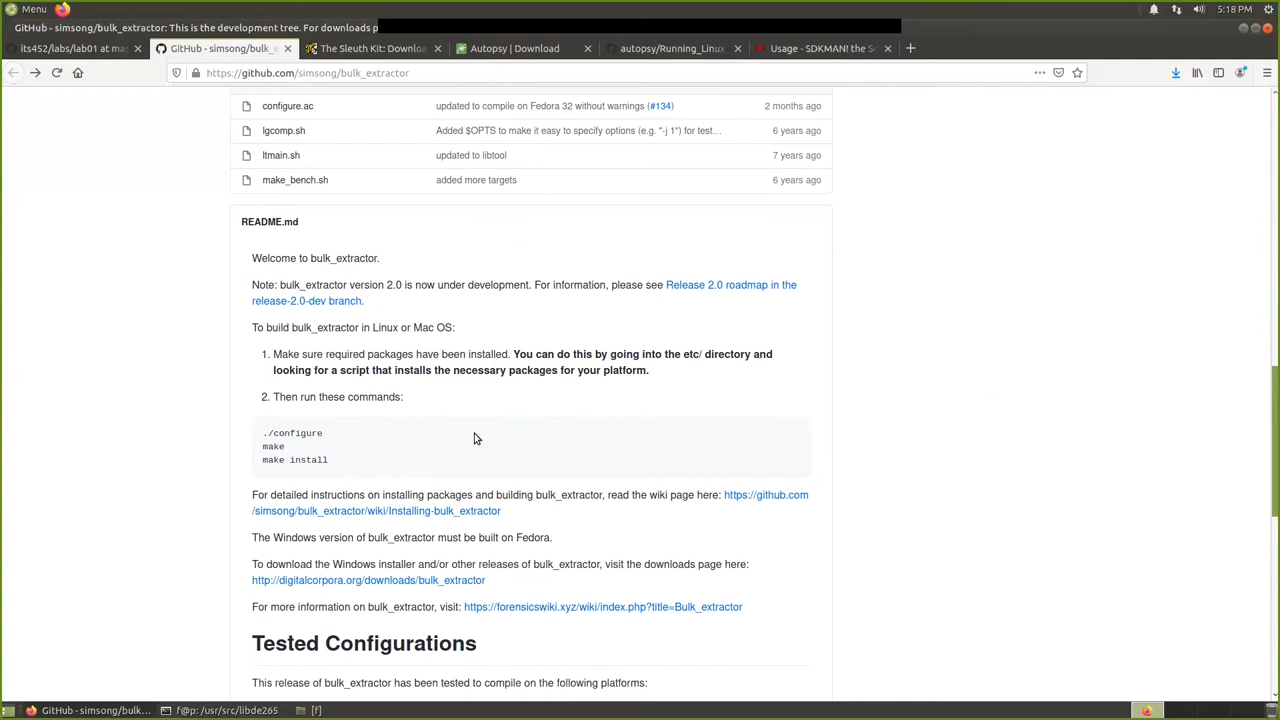 Menu
5:18 PM
GitHub - simsong/bulk_extractor: This is the development tree. For downloads p
its452/labs/lab01 at mas
GitHub - simsong/bulk_e
The Sleuth Kit: Downloa
Autopsy | Download
autopsy/Running_Linux
Usage - SDKMAN! the So
https://github.com/simsong/bulk_extractor
configure.ac updated to compile on Fedora 32 without warnings (#134) 2 months ago
lgcomp.sh Added $OPTS to make it easy to specify options (e.g. "-j 1") for test… 6 years ago
ltmain.sh updated to libtool 7 years ago
make_bench.sh added more targets 6 years ago
README.md
Welcome to bulk_extractor.
Note: bulk_extractor version 2.0 is now under development. For information, please see Release 2.0 roadmap in the
release-2.0-dev branch.
To build bulk_extractor in Linux or Mac OS:
1. Make sure required packages have been installed. You can do this by going into the etc/ directory and
looking for a script that installs the necessary packages for your platform.
2. Then run these commands:
./configure
make
make install
For detailed instructions on installing packages and building bulk_extractor, read the wiki page here: https://github.com
/simsong/bulk_extractor/wiki/Installing-bulk_extractor
The Windows version of bulk_extractor must be built on Fedora.
To download the Windows installer and/or other releases of bulk_extractor, visit the downloads page here:
http://digitalcorpora.org/downloads/bulk_extractor
For more information on bulk_extractor, visit: https://forensicswiki.xyz/wiki/index.php?title=Bulk_extractor
Tested Configurations
This release of bulk_extractor has been tested to compile on the following platforms:
GitHub - simsong/bulk...
f@p: /usr/src/libde265
[f]